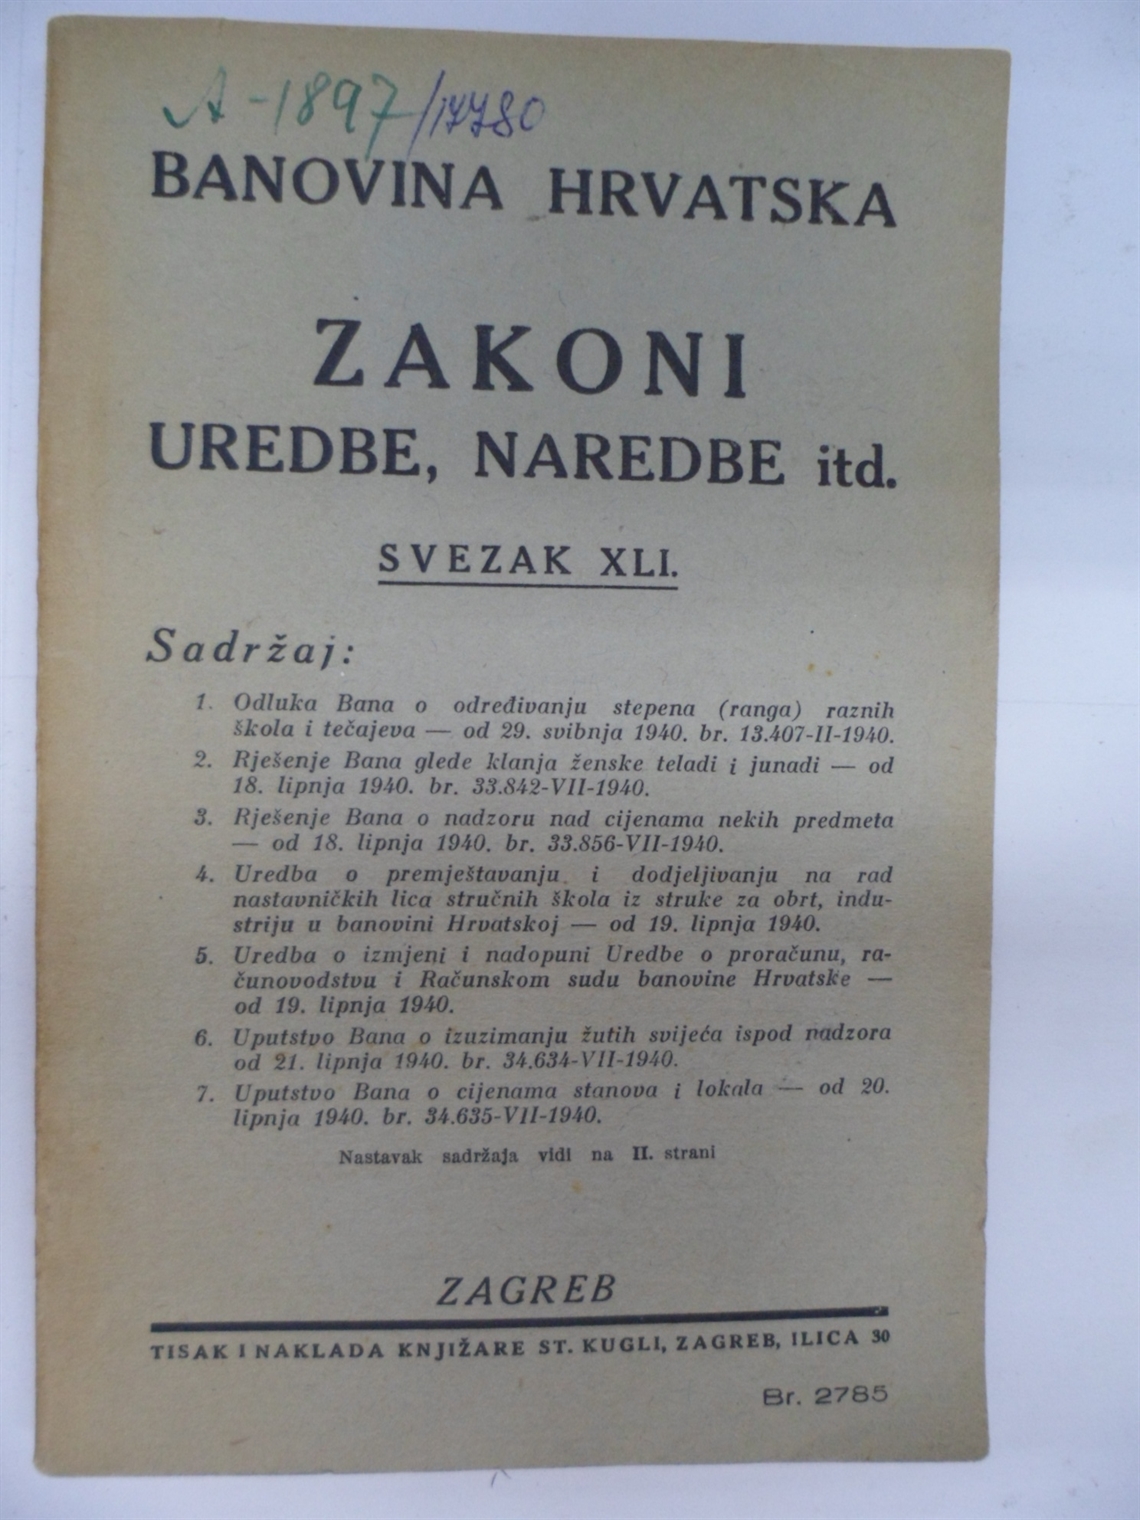 A-1897/17780
BANOVINA HRVATSKA
ZAKONI
UREDBE, NAREDBE itd.
SVEZAK XLI.
Sadržaj:
1. Odluka Bana o određivanju stepena (ranga) raznih
škola i tečajeva — od 29. svibnja 1940. br. 13.407-II-1940.
2. Rješenje Bana glede klanja ženske teladi i junadi — od
18. lipnja 1940. br. 33.842-VII-1940.
3. Rješenje Bana o nadzoru nad cijenama nekih predmeta
— od 18. lipnja 1940. br. 33.856-VII-1940.
4. Uredba o premještavanju i dodjeljivanju na rad
nastavničkih lica stručnih škola iz struke za obrt, indu-
striju u banovini Hrvatskoj — od 19. lipnja 1940.
5. Uredba o izmjeni i nadopuni Uredbe o proračunu, ra-
čunovodstvu i Računskom sudu banovine Hrvatske —
od 19. lipnja 1940.
6. Uputstvo Bana o izuzimanju žutih svijeća ispod nadzora
od 21. lipnja 1940. br. 34.634-VII-1940.
7. Uputstvo Bana o cijenama stanova i lokala — od 20.
lipnja 1940. br. 34.635-VII-1940.
Nastavak sadržaja vidi na II. strani
ZAGREB
TISAK I NAKLADA KNJIŽARE ST. KUGLI, ZAGREB, ILICA 30
Br. 2785